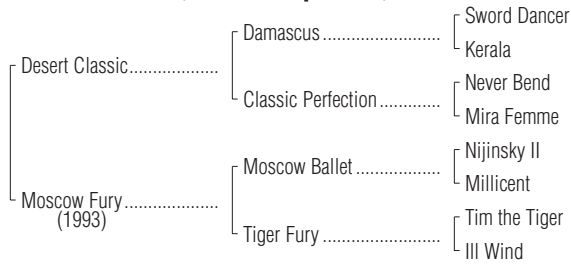 Sword Dancer
Damascus
Kerala
Desert Classic
Never Bend
Classic Perfection
Mira Femme
Nijinsky II
Moscow Ballet
Millicent
Moscow Fury
(1993)
Tim the Tiger
Tiger Fury
Ill Wind